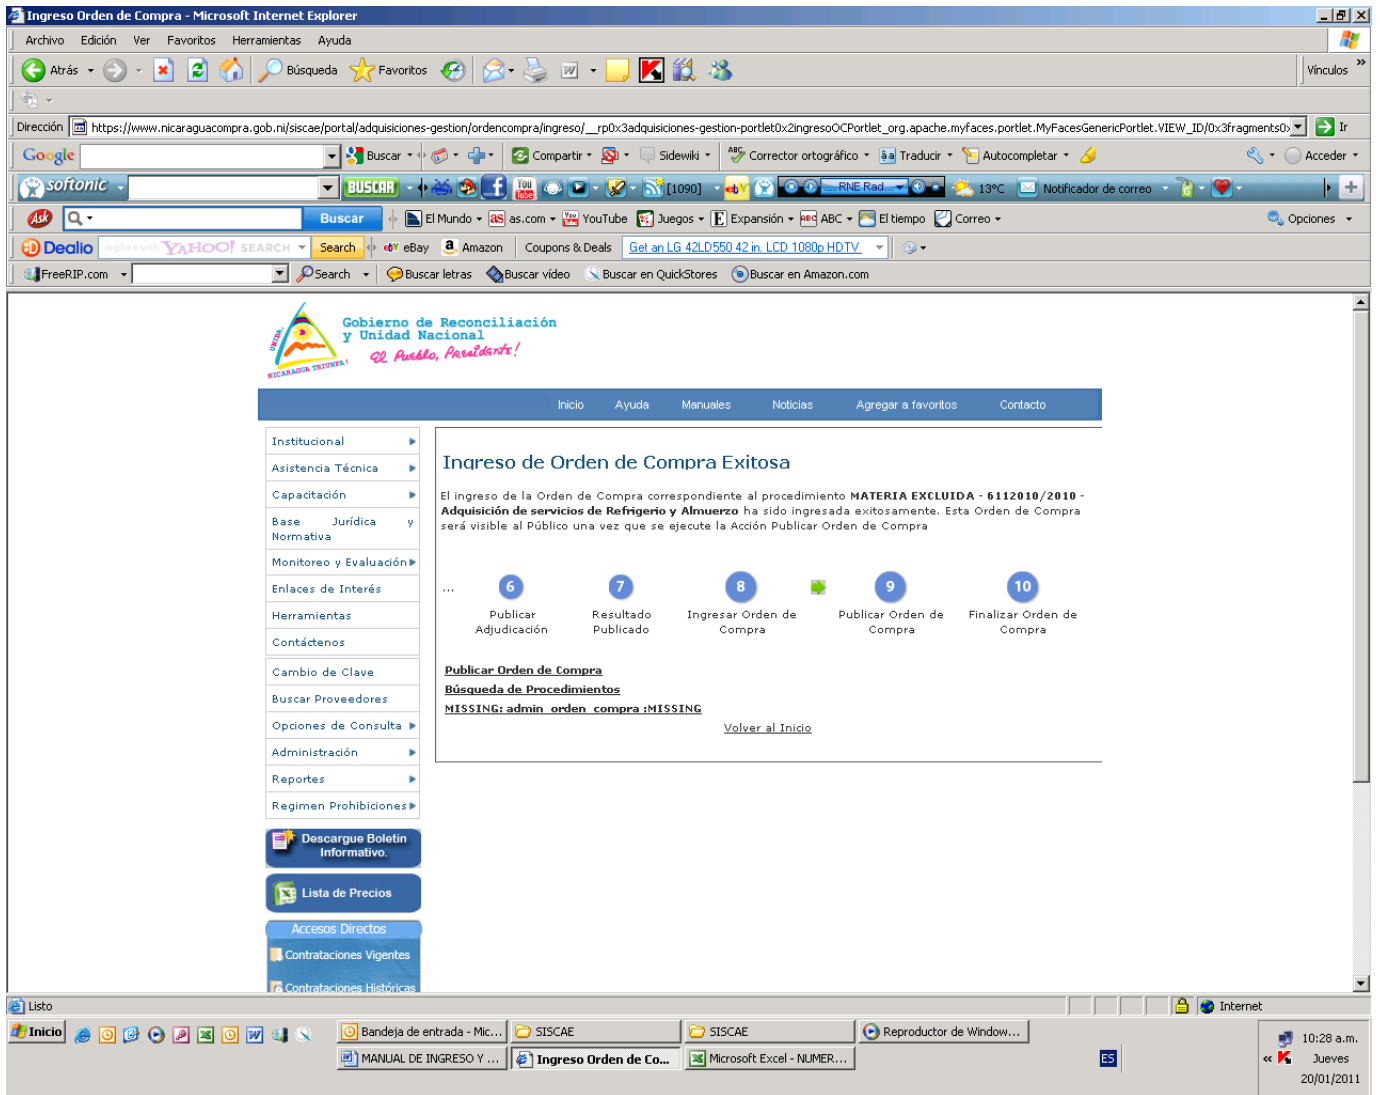 Ingreso Orden de Compra - Microsoft Internet Explorer
Archivo Edición Ver Favoritos Herramientas Ayuda
Atrás Búsqueda Favoritos Vínculos »
Dirección https://www.nicaraguacompra.gob.ni/siscae/portal/adquisiciones-gestion/ordencompra/ingreso/__rp0x3adquisiciones-gestion-portlet0x2ingresoOCPortlet_org.apache.myfaces.portlet.MyFacesGenericPortlet.VIEW_ID/0x3fragments0x Ir
Google Buscar Compartir Sidewiki Corrector ortográfico Traducir Autocompletar Acceder
softonic BUSCAR You Tube [1090] ebY .....RNE Rad... 13°C Notificador de correo
Ask Buscar El Mundo as as.com YouTube Juegos E Expansión ABC ABC El tiempo Correo Opciones
Dealio explore with YAHOO! SEARCH Search ebY eBay a Amazon Coupons & Deals Get an LG 42LD550 42 in. LCD 1080p HDTV
FreeRIP.com Search Buscar letras Buscar vídeo Buscar en QuickStores Buscar en Amazon.com
Gobierno de Reconciliación
y Unidad Nacional
El Pueblo, Presidente!
UNIDA,
NICARAGUA TRIUNFA!
Inicio Ayuda Manuales Noticias Agregar a favoritos Contacto
Institucional
Asistencia Técnica
Capacitación
Base Jurídica y
Normativa
Monitoreo y Evaluación
Enlaces de Interés
Herramientas
Contáctenos
Cambio de Clave
Buscar Proveedores
Opciones de Consulta
Administración
Reportes
Regimen Prohibiciones
Descargue Boletin
Informativo.
Lista de Precios
Accesos Directos
Contrataciones Vigentes
Contrataciones Históricas
Ingreso de Orden de Compra Exitosa
El ingreso de la Orden de Compra correspondiente al procedimiento MATERIA EXCLUIDA - 6112010/2010 -
Adquisición de servicios de Refrigerio y Almuerzo ha sido ingresada exitosamente. Esta Orden de Compra
será visible al Público una vez que se ejecute la Acción Publicar Orden de Compra
... 6 7 8 9 10
Publicar Resultado Ingresar Orden de Publicar Orden de Finalizar Orden de
Adjudicación Publicado Compra Compra Compra
Publicar Orden de Compra
Búsqueda de Procedimientos
MISSING: admin_orden_compra :MISSING
Volver al Inicio
Listo Internet
Inicio Bandeja de entrada - Mic... SISCAE SISCAE Reproductor de Window... 10:28 a.m.
MANUAL DE INGRESO Y ... Ingreso Orden de Co... Microsoft Excel - NUMER... ES « Jueves
20/01/2011